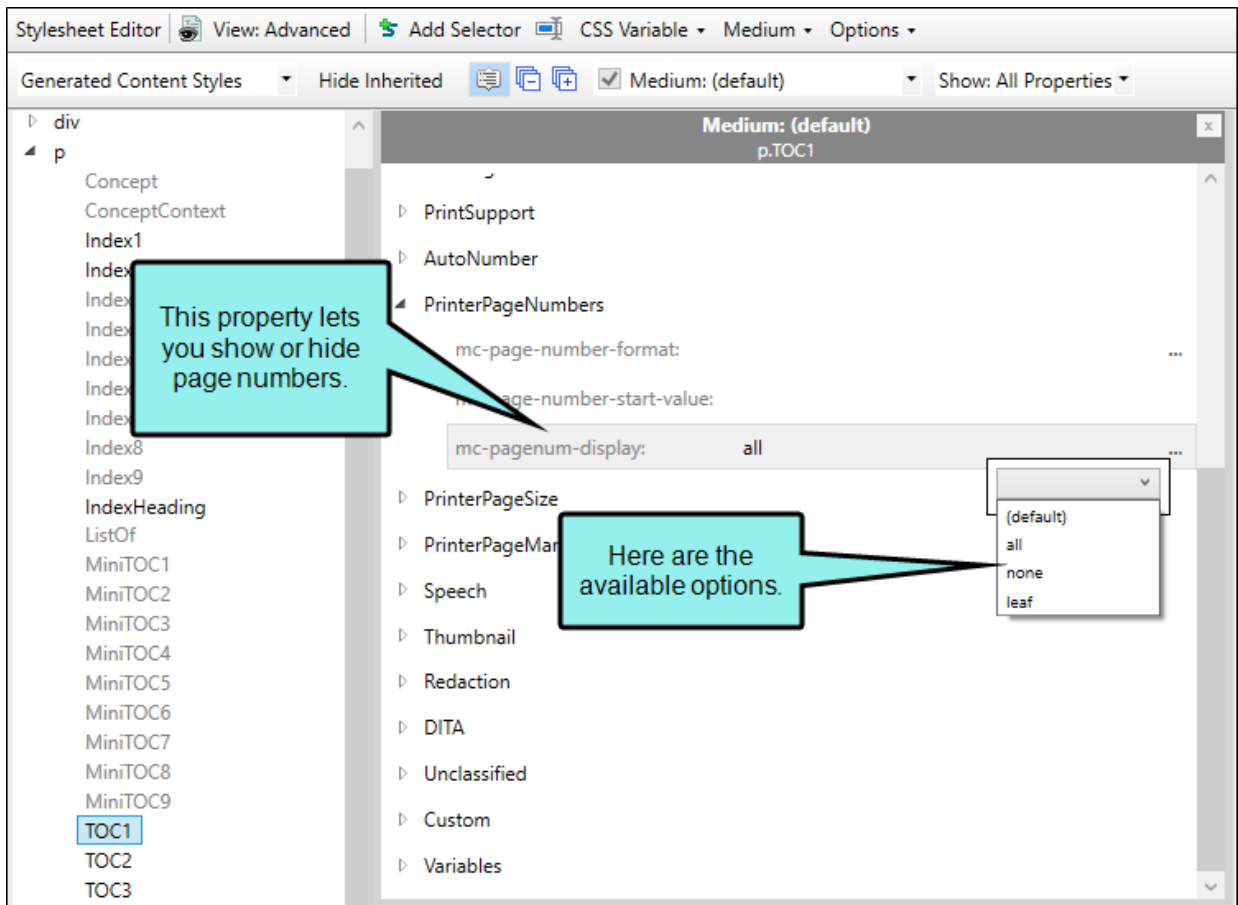 Stylesheet Editor View: Advanced Add Selector CSS Variable Medium Options
Generated Content Styles Hide Inherited Medium: (default) Show: All Properties
div
p
Concept
ConceptContext
Index1
Index
Index
Index
Index
Index
Index
Index8
Index9
IndexHeading
ListOf
MiniTOC1
MiniTOC2
MiniTOC3
MiniTOC4
MiniTOC5
MiniTOC6
MiniTOC7
MiniTOC8
MiniTOC9
TOC1
TOC2
TOC3
This property lets
you show or hide
page numbers.
Medium: (default)
x
p.TOC1
PrintSupport
AutoNumber
PrinterPageNumbers
mc-page-number-format: ...
age-number-start-value:
mc-pagenum-display: all ...
PrinterPageSize
PrinterPageMar
Speech
Thumbnail
Redaction
DITA
Unclassified
Custom
Variables
Here are the
available options.
(default)
all
none
leaf